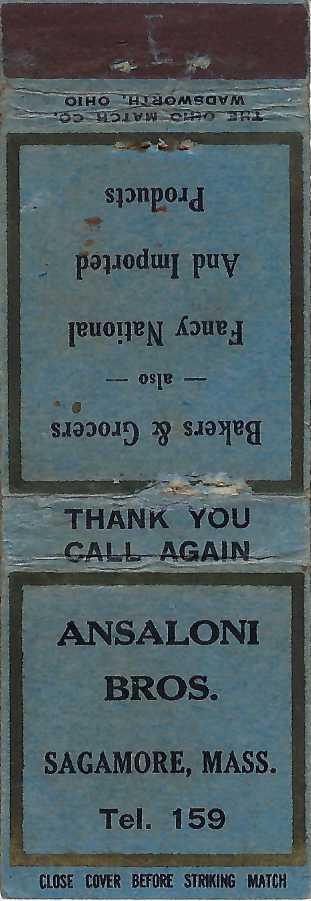 THE OHIO MATCH CO.
WADSWORTH, OHIO
Bakers & Grocers
— also —
Fancy National
And Imported
Products
THANK YOU
CALL AGAIN
ANSALONI
BROS.
SAGAMORE, MASS.
Tel. 159
CLOSE COVER BEFORE STRIKING MATCH